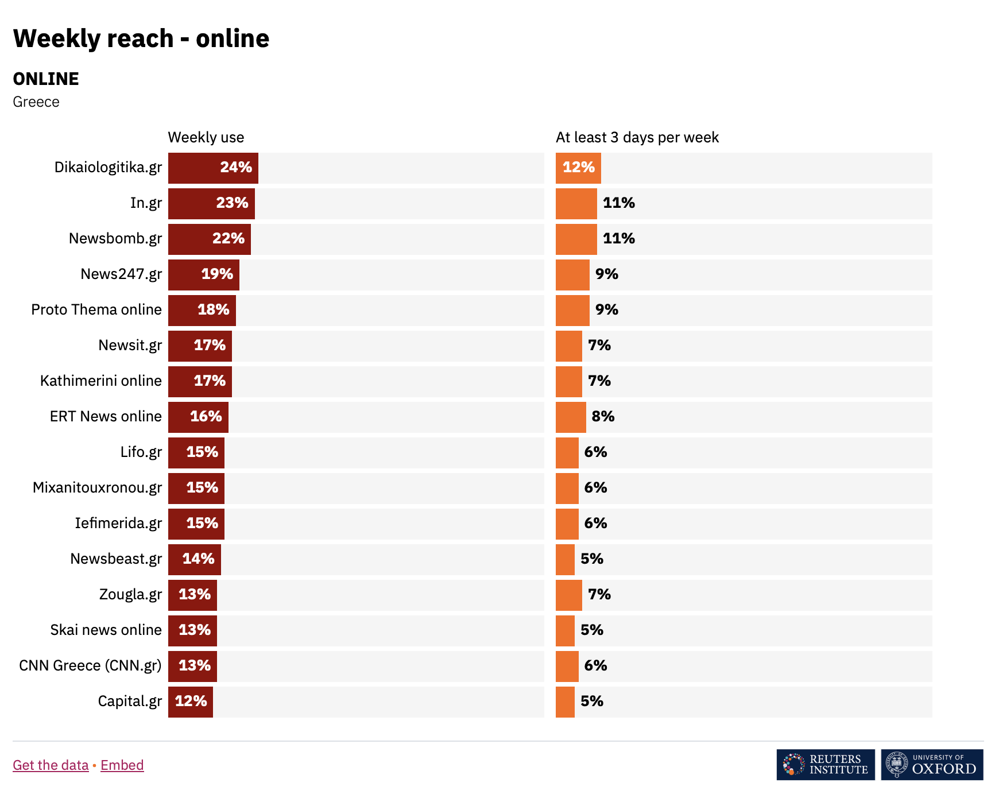 Weekly reach - online
ONLINE
Greece
Weekly use At least 3 days per week
Dikaiologitika.gr 24% 12%
In.gr 23% 11%
Newsbomb.gr 22% 11%
News247.gr 19% 9%
Proto Thema online 18% 9%
Newsit.gr 17% 7%
Kathimerini online 17% 7%
ERT News online 16% 8%
Lifo.gr 15% 6%
Mixanitouxronou.gr 15% 6%
Iefimerida.gr 15% 6%
Newsbeast.gr 14% 5%
Zougla.gr 13% 7%
Skai news online 13% 5%
CNN Greece (CNN.gr) 13% 6%
Capital.gr 12% 5%
Get the data • Embed
REUTERS
INSTITUTE
UNIVERSITY OF
OXFORD